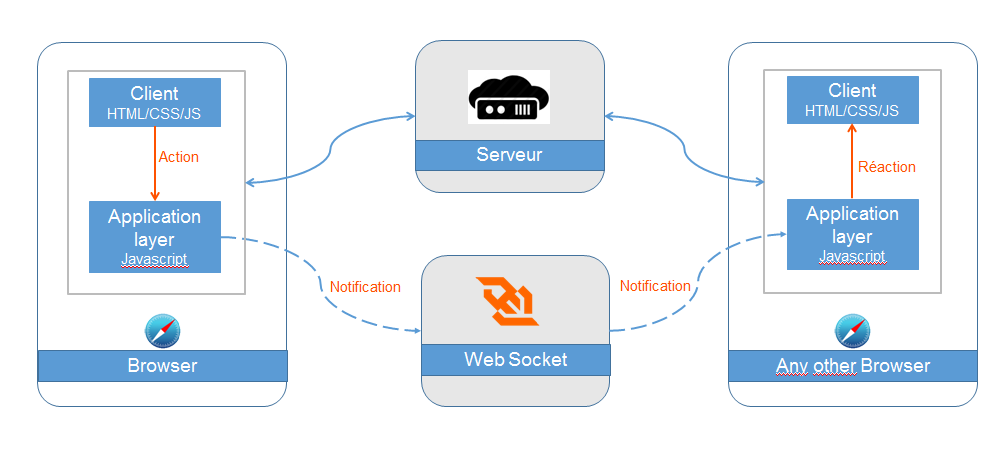 Client
HTML/CSS/JS
Action
Application
layer
Javascript
Browser
Serveur
Notification
Web Socket
Notification
Client
HTML/CSS/JS
Réaction
Application
layer
Javascript
Any other Browser